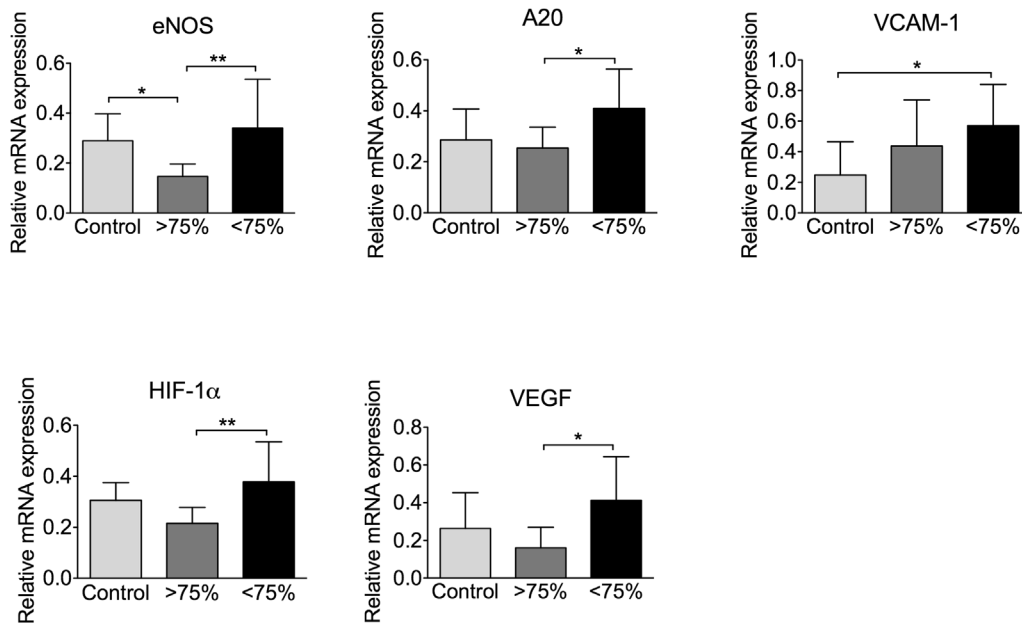 eNOS
Relative mRNA expression
0.6
0.4
0.2
0.0
*
**
Control >75% <75%
A20
Relative mRNA expression
0.6
0.4
0.2
0.0
*
Control >75% <75%
VCAM-1
Relative mRNA expression
1.0
0.8
0.6
0.4
0.2
0.0
*
Control >75% <75%
HIF-1α
Relative mRNA expression
0.6
0.4
0.2
0.0
**
Control >75% <75%
VEGF
Relative mRNA expression
0.8
0.6
0.4
0.2
0.0
*
Control >75% <75%